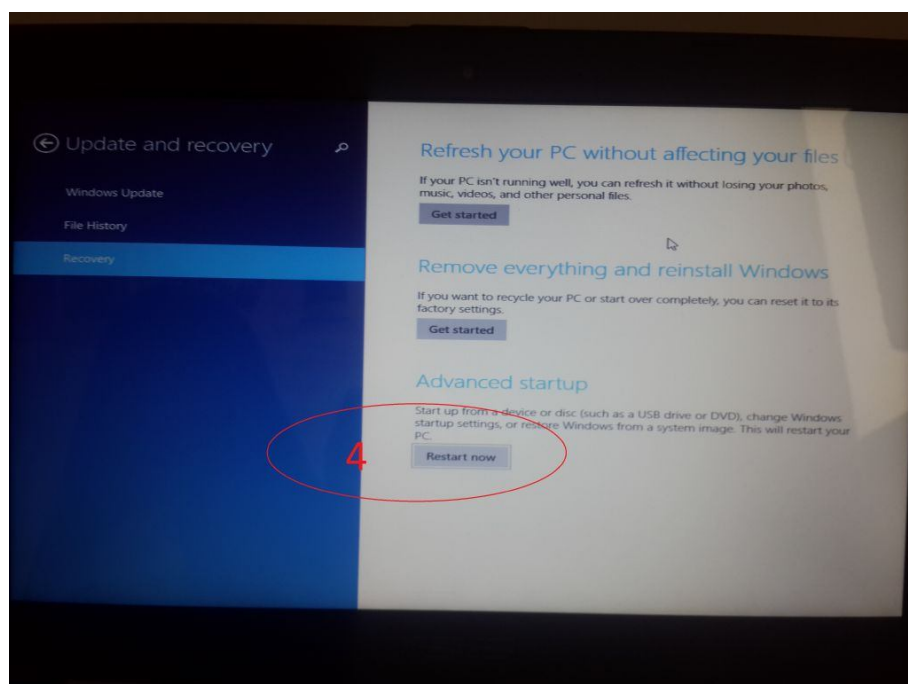 Update and recovery
Windows Update
File History
Recovery
Refresh your PC without affecting your files
If your PC isn't running well, you can refresh it without losing your photos,
music, videos, and other personal files.
Get started
Remove everything and reinstall Windows
If you want to recycle your PC or start over completely, you can reset it to its
factory settings.
Get started
Advanced startup
Start up from a device or disc (such as a USB drive or DVD), change Windows
startup settings, or restore Windows from a system image. This will restart your
PC.
4
Restart now